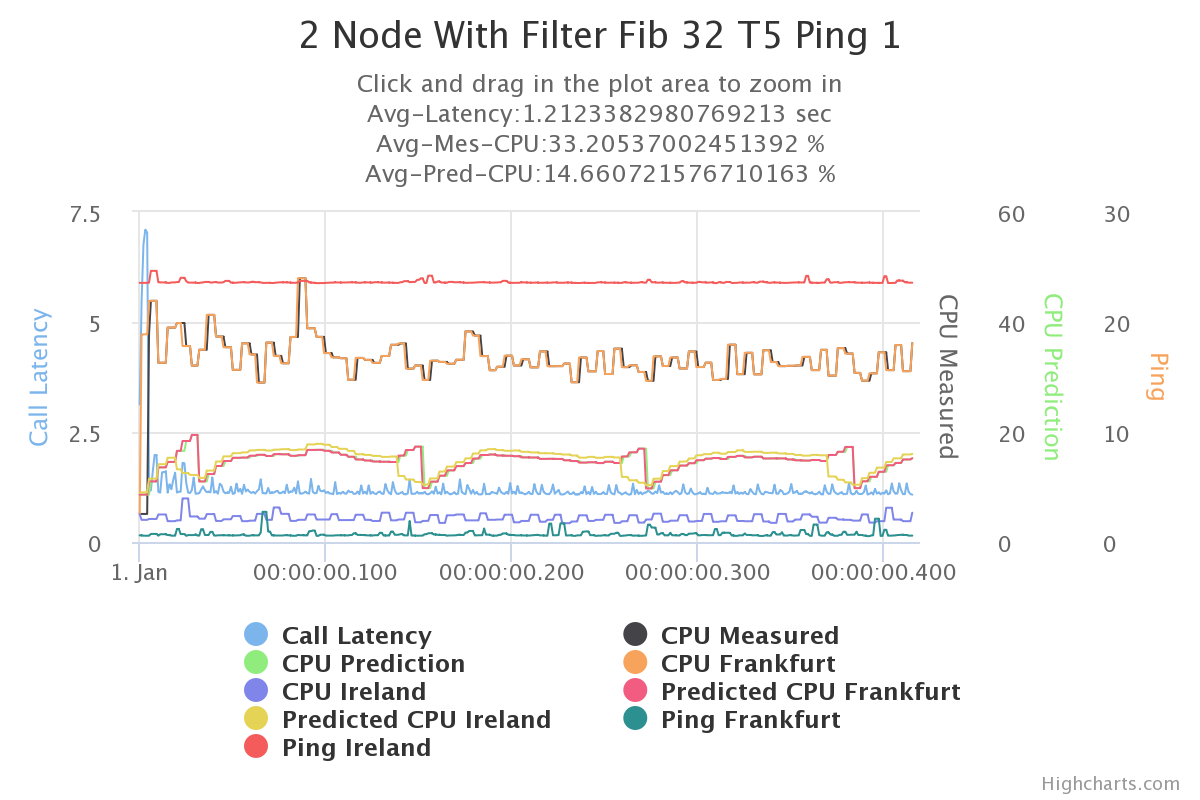 2 Node With Filter Fib 32 T5 Ping 1
Click and drag in the plot area to zoom in
Avg-Latency:1.2123382980769213 sec
Avg-Mes-CPU:33.20537002451392 %
Avg-Pred-CPU:14.660721576710163 %
7.5
5
2.5
0
Call Latency
60
40
20
0
CPU Measured
CPU Prediction
30
20
10
0
Ping
1. Jan
00:00:00.100
00:00:00.200
00:00:00.300
00:00:00.400
Call Latency
CPU Measured
CPU Prediction
CPU Frankfurt
CPU Ireland
Predicted CPU Frankfurt
Predicted CPU Ireland
Ping Frankfurt
Ping Ireland
Highcharts.com